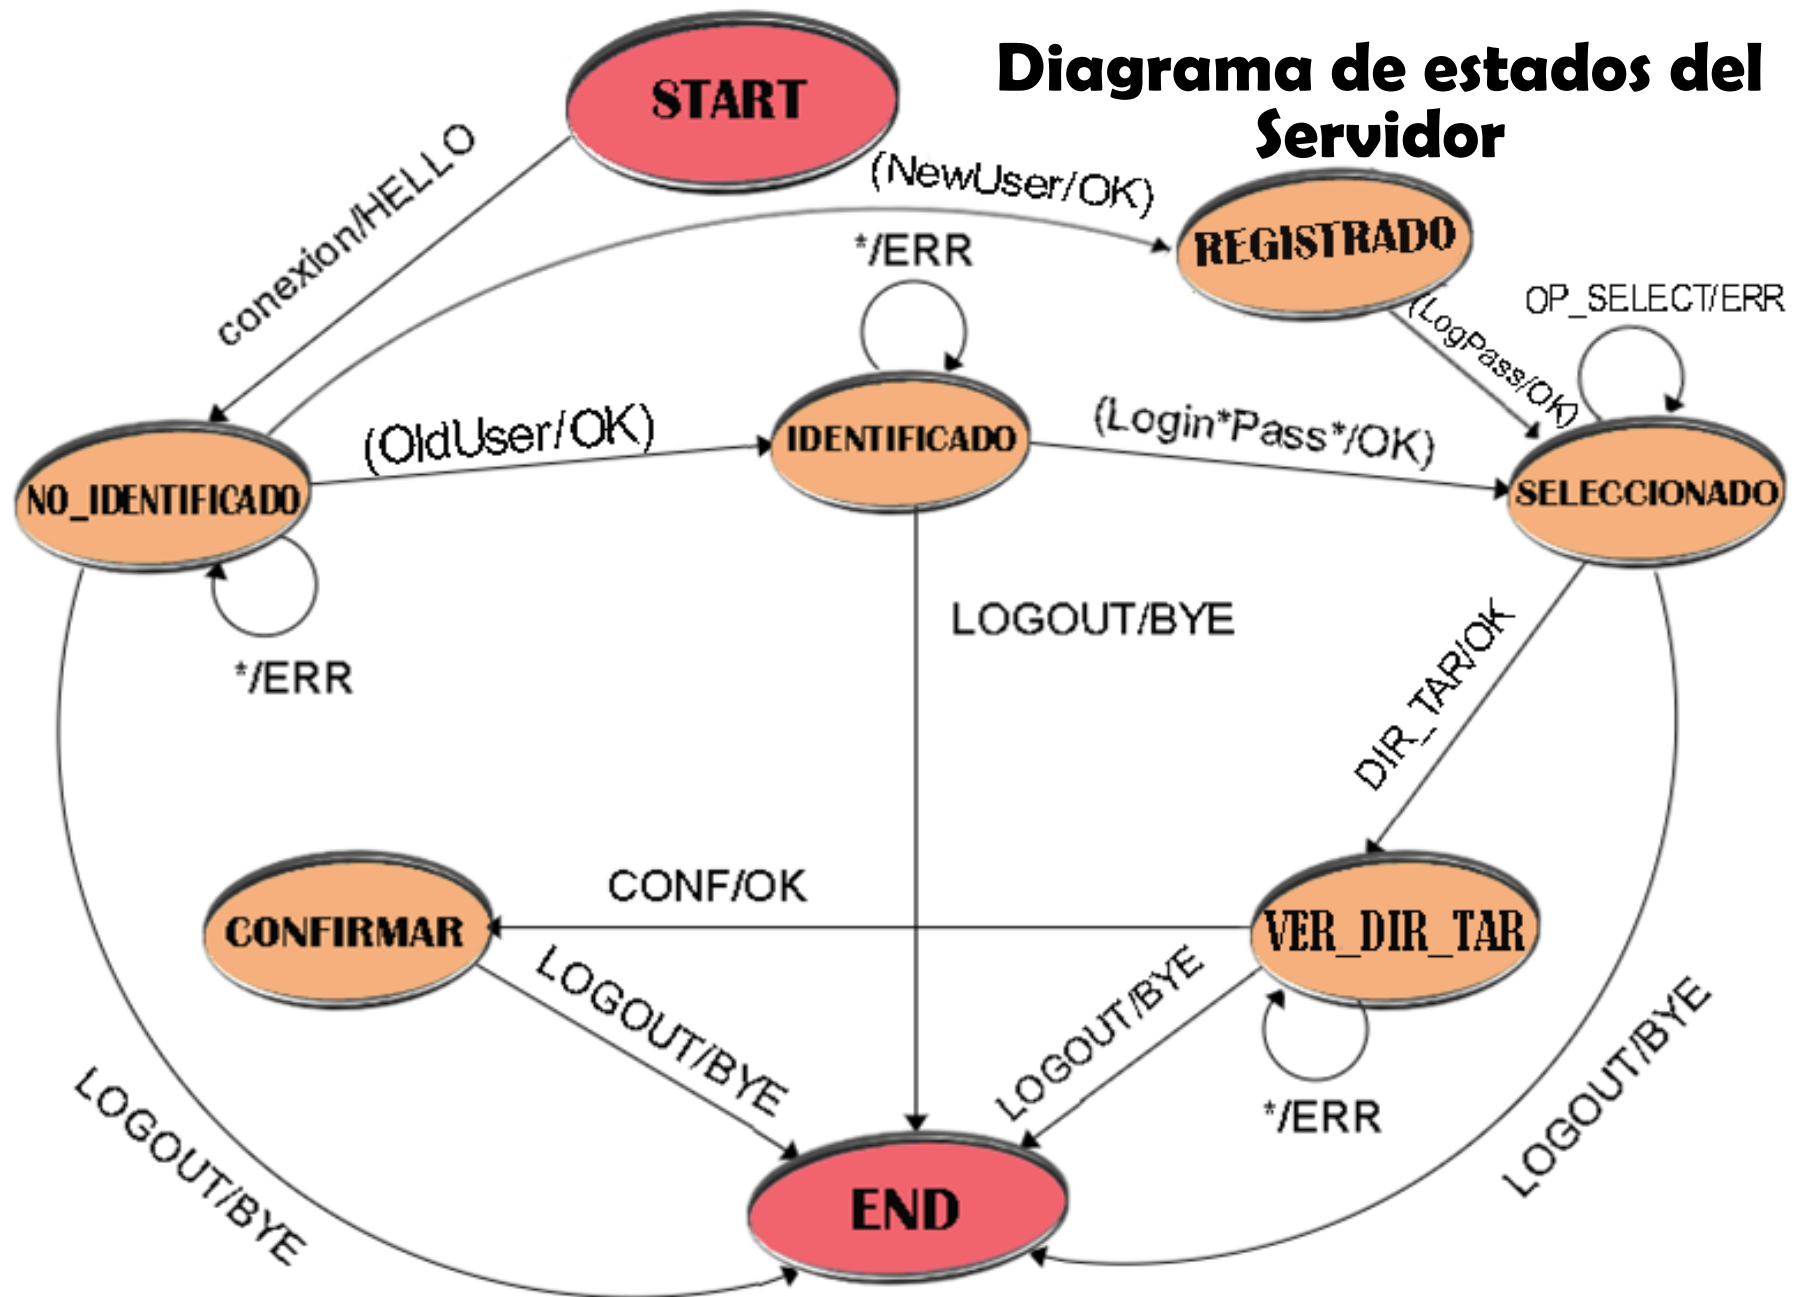 Diagrama de estados del
Servidor
START
conexion/HELLO
(NewUser/OK)
REGISTRADO
*/ERR
OP_SELECT/ERR
(LogPass/OK)
(OldUser/OK)
IDENTIFICADO
(Login*Pass*/OK)
NO_IDENTIFICADO
SELECCIONADO
*/ERR
LOGOUT/BYE
DIR_TAR/OK
CONF/OK
CONFIRMAR
VER_DIR_TAR
LOGOUT/BYE
LOGOUT/BYE
*/ERR
LOGOUT/BYE
LOGOUT/BYE
END